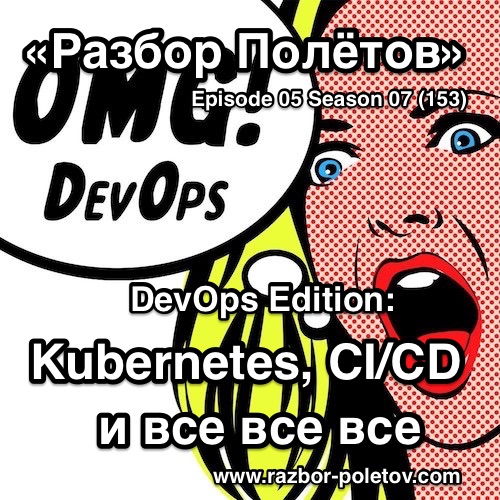 «Разбор Полётов»
Episode 05 Season 07 (153)
OMG!
DEVOPS
DevOps Edition:
Kubernetes, CI/CD
и все все все
www.razbor-poletov.com